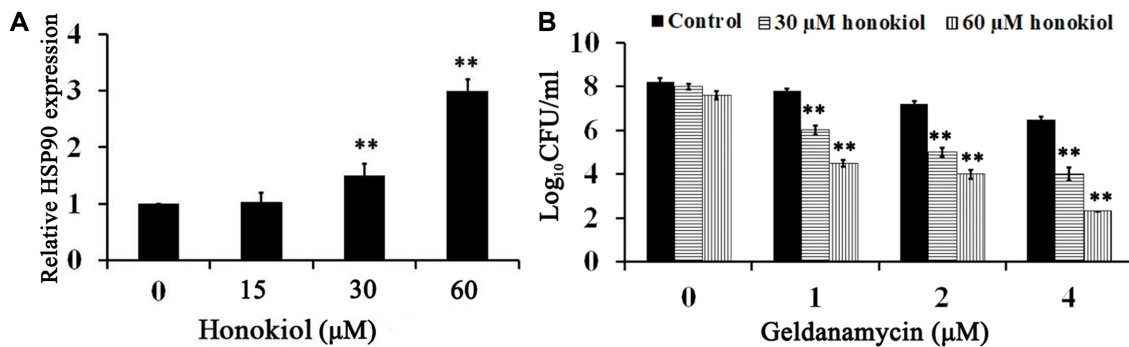 A
Relative HSP90 expression
4
3
2
1
0
**
**
0 15 30 60
Honokiol (µM)
B
Control 30 µM honokiol 60 µM honokiol
Log₁₀CFU/ml
10
8
6
4
2
0
** ** ** ** ** **
0 1 2 4
Geldanamycin (µM)